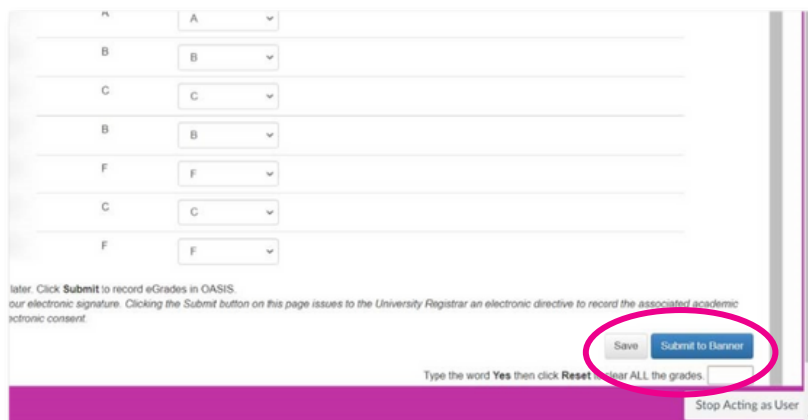 A A
B B
C C
B B
F F
C C
F F
later. Click Submit to record eGrades in OASIS.
our electronic signature. Clicking the Submit button on this page issues to the University Registrar an electronic directive to record the associated academic
ectronic consent.
Save Submit to Banner
Type the word Yes then click Reset to clear ALL the grades.
Stop Acting as User